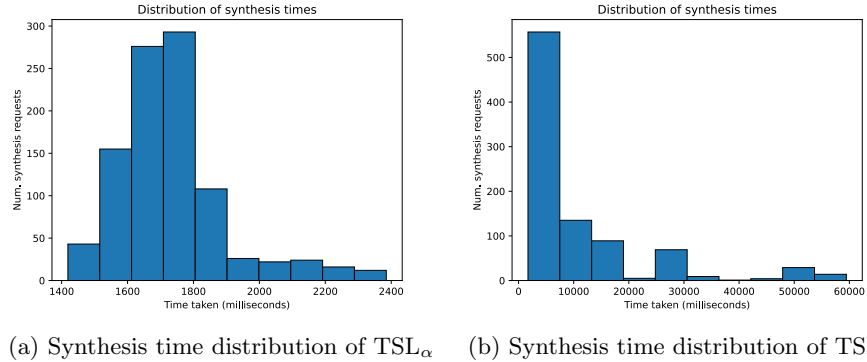 Distribution of synthesis times
300
250
200
150
100
50
0
Num. synthesis requests
1400 1600 1800 2000 2200 2400
Time taken (milliseconds)
(a) Synthesis time distribution of TSLα
Distribution of synthesis times
500
400
300
200
100
0
Num. synthesis requests
0 10000 20000 30000 40000 50000 60000
Time taken (milliseconds)
(b) Synthesis time distribution of TS